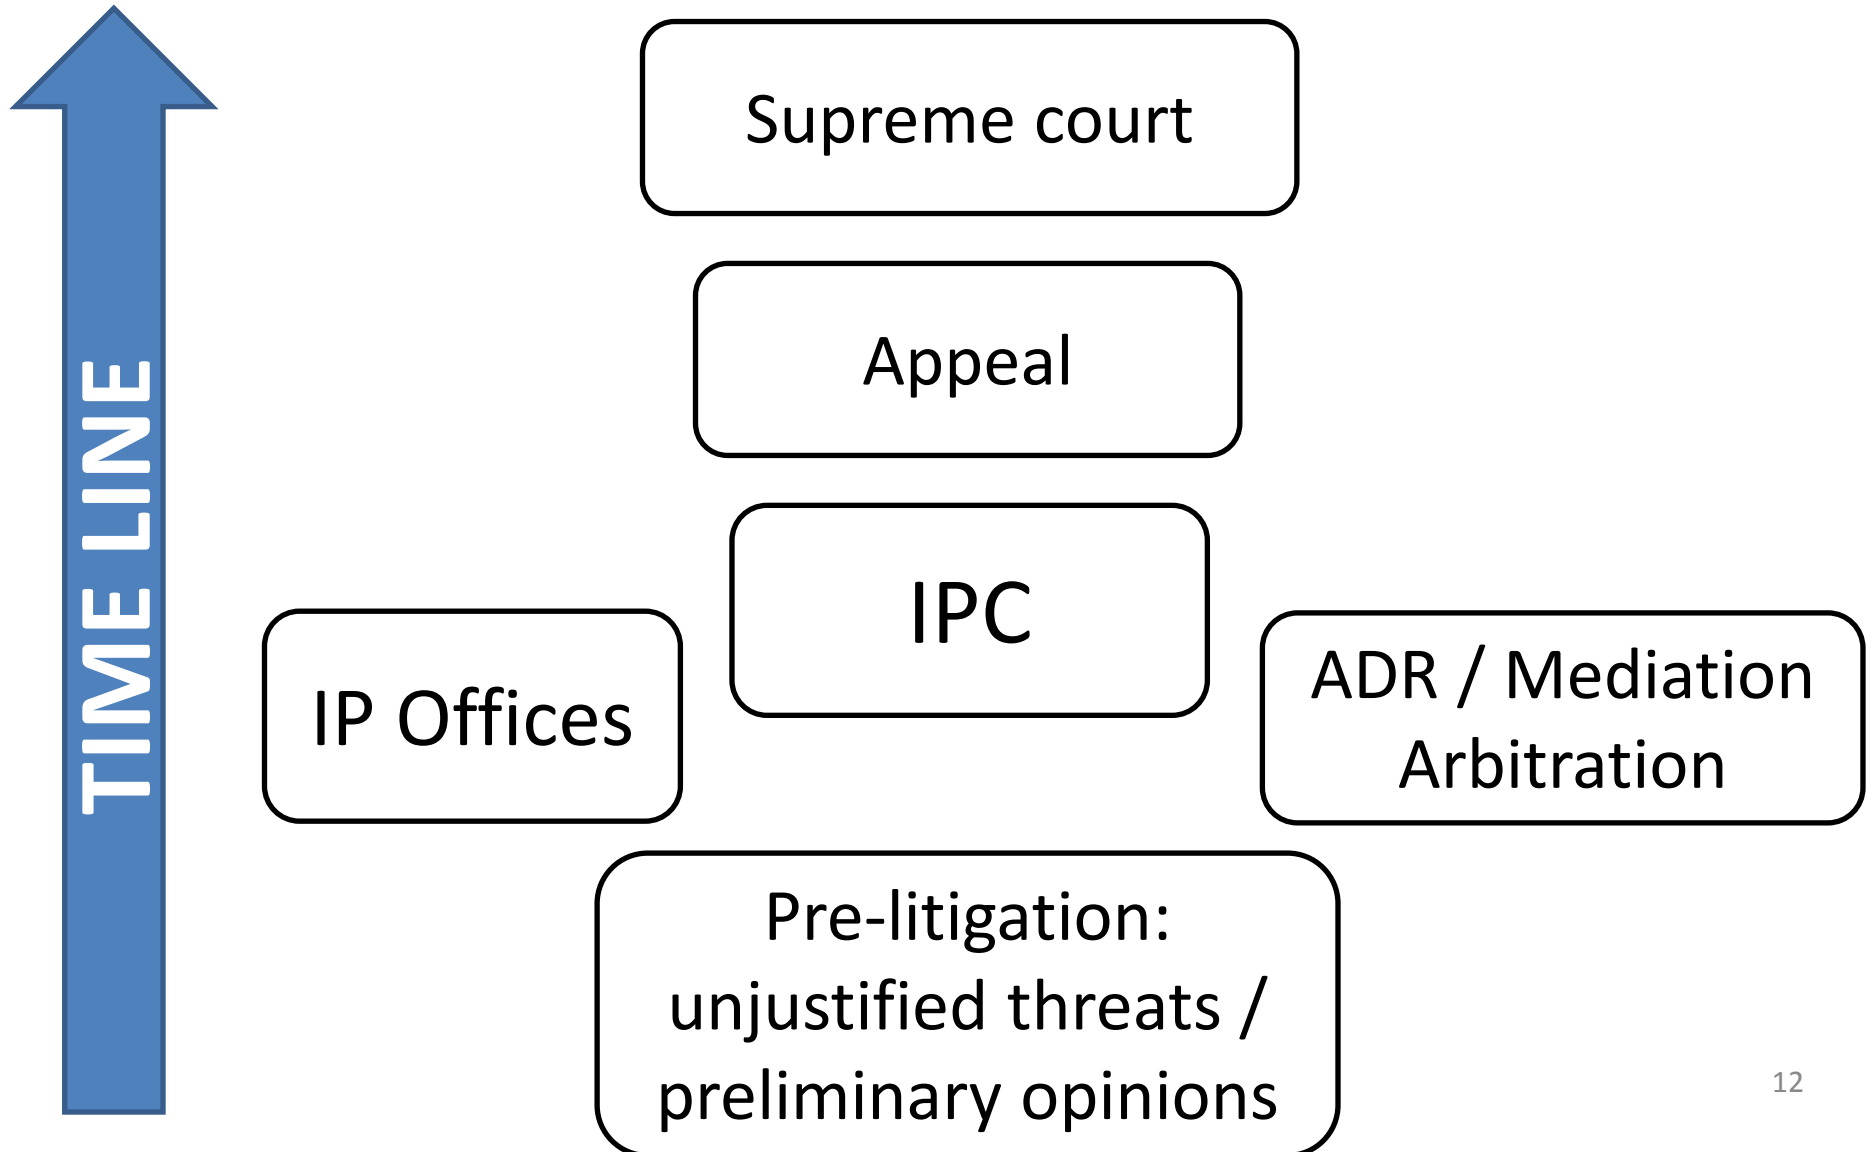 TIME LINE
Supreme court
Appeal
IPC
IP Offices
ADR / Mediation
Arbitration
Pre-litigation:
unjustified threats /
preliminary opinions
12